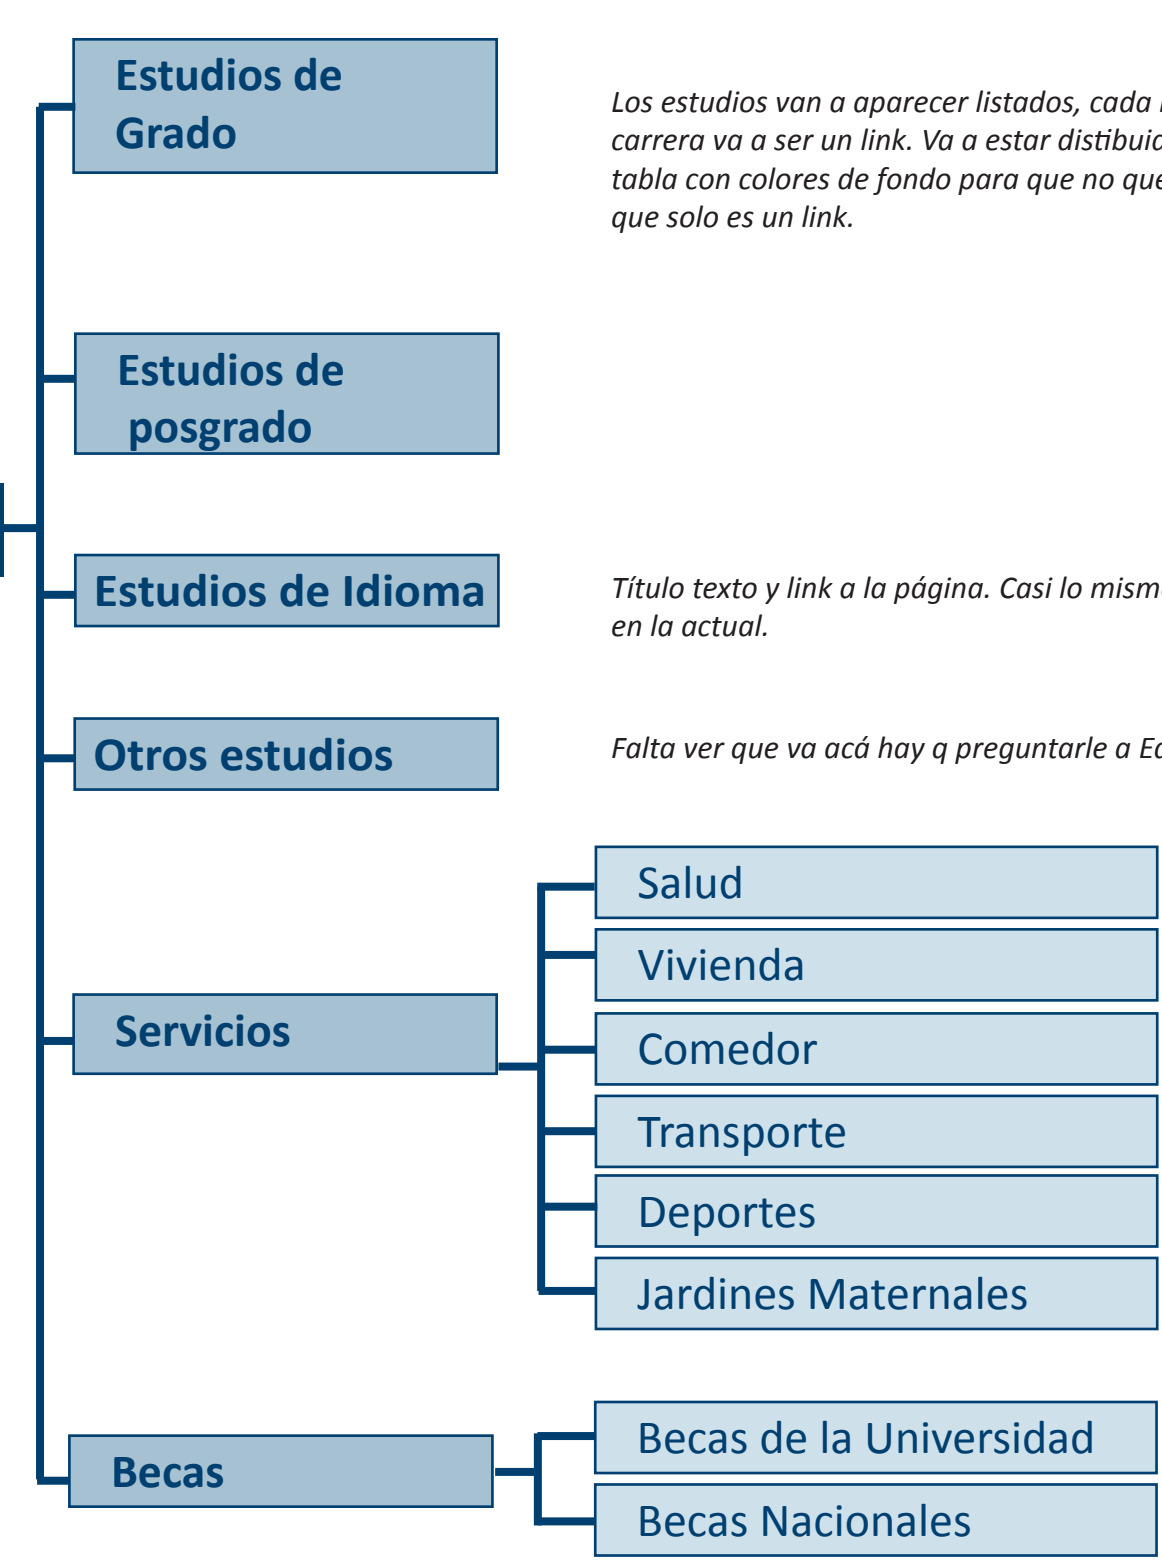 Estudios de
Grado
Los estudios van a aparecer listados, cada
carrera va a ser un link. Va a estar distibuid
tabla con colores de fondo para que no que
que solo es un link.
Estudios de
posgrado
Estudios de Idioma
Título texto y link a la página. Casi lo mism
en la actual.
Otros estudios
Falta ver que va acá hay q preguntarle a Ed
Servicios
Salud
Vivienda
Comedor
Transporte
Deportes
Jardines Maternales
Becas
Becas de la Universidad
Becas Nacionales